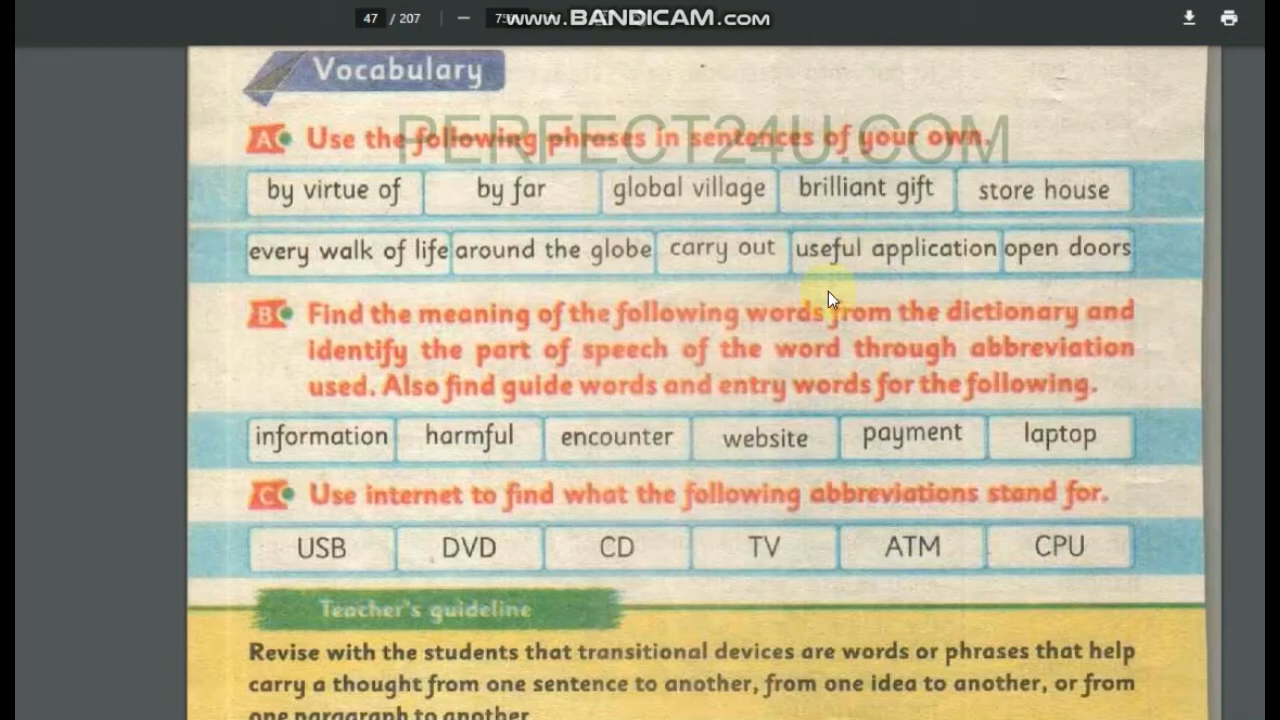 47 / 207
www.BANDICAM.com
Vocabulary
A Use the following phrases in sentences of your own.
PERFECT24U.COM
by virtue of by far global village brilliant gift store house
every walk of life around the globe carry out useful application open doors
B Find the meaning of the following words from the dictionary and
identify the part of speech of the word through abbreviation
used. Also find guide words and entry words for the following.
information harmful encounter website payment laptop
C Use internet to find what the following abbreviations stand for.
USB DVD CD TV ATM CPU
Teacher's guideline
Revise with the students that transitional devices are words or phrases that help
carry a thought from one sentence to another, from one idea to another, or from
one paragraph to another.